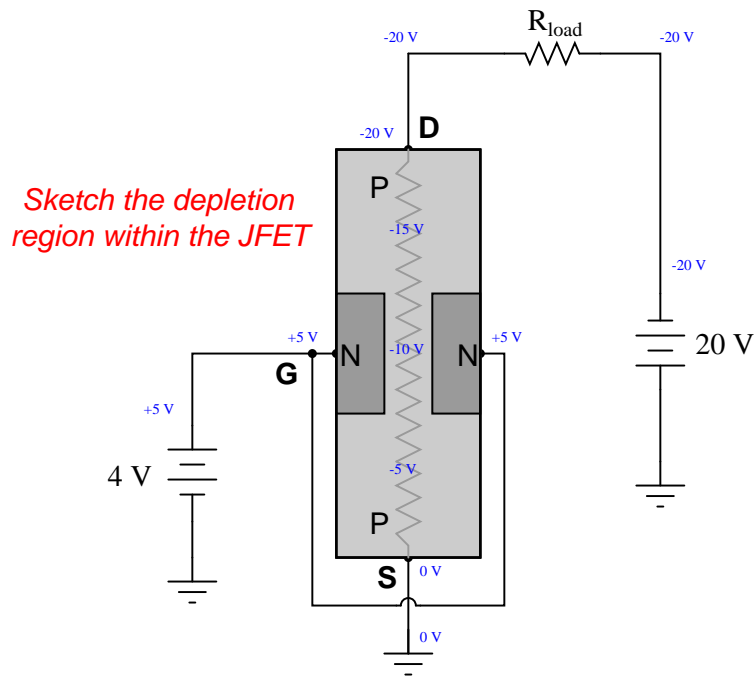 R_load
-20 V
-20 V
-20 V
D
P
Sketch the depletion
region within the JFET
-15 V
-20 V
+5 V
+5 V
20 V
-10 V
N
N
G
+5 V
4 V
-5 V
P
S
0 V
0 V